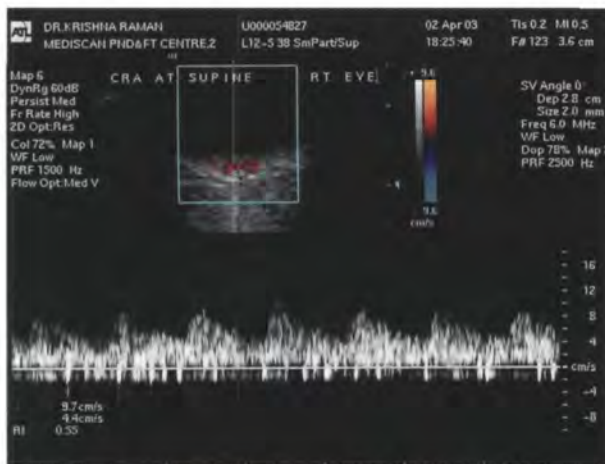 ATL
DR.KRISHNA RAMAN U000054827 02 Apr 03 TIs 0.2 MI 0.5
MEDISCAN PND&FT CENTRE.2 L12-5 38 SmPart/Sup 18:25:40 F# 123 3.6 cm
Map 6
DynRg 60dB
Persist Med
Fr Rate High
2D Opt:Res
Col 72% Map 1
WF Low
PRF 1500 Hz
Flow Opt:Med V
CRA AT SUPINE RT EYE
9.6
9.6
cm/s
SV Angle 0°
Dep 2.8 cm
Size 2.0 mm
Freq 6.0 MHz
WF Low
Dop 78% Map
PRF 2500 Hz
16
12
8
4
cm/s
-4
-8
9.7cm/s
4.4cm/s
RI 0.55